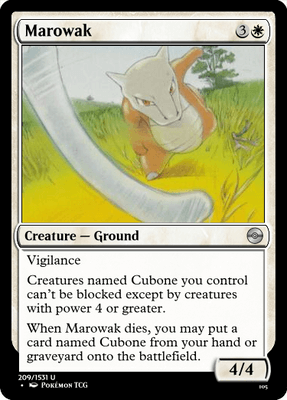 Marowak 3
Creature — Ground
Vigilance
Creatures named Cubone you control
can't be blocked except by creatures
with power 4 or greater.
When Marowak dies, you may put a
card named Cubone from your hand or
graveyard onto the battlefield.
4/4
209/1531 U
• Pokémon TCG